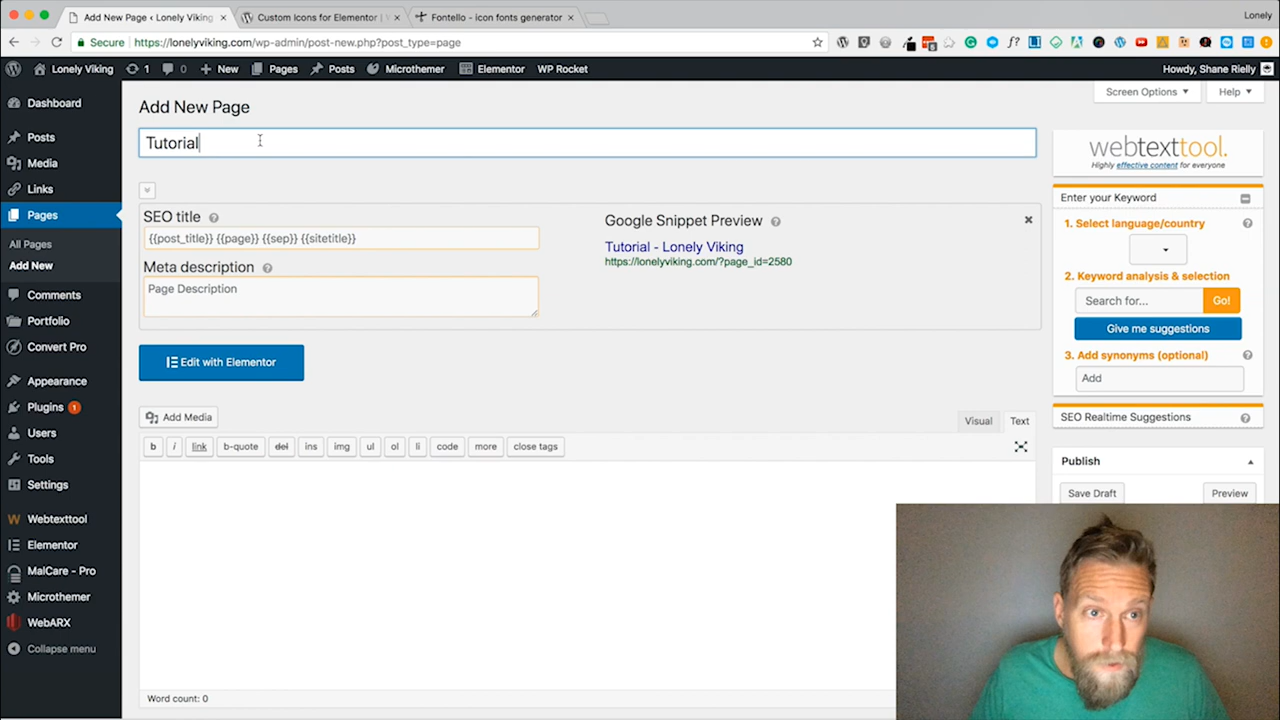 Add New Page ‹ Lonely Viking
Custom Icons for Elementor |
Fontello - icon fonts generator
Lonely
Secure
https://lonelyviking.com/wp-admin/post-new.php?post_type=page
Lonely Viking
1
0
New
Pages
Posts
Microthemer
Elementor
WP Rocket
Howdy, Shane Rielly
Dashboard
Posts
Media
Links
Pages
All Pages
Add New
Comments
Portfolio
Convert Pro
Appearance
Plugins 1
Users
Tools
Settings
Webtexttool
Elementor
MalCare - Pro
Microthemer
WebARX
Collapse menu
Screen Options
Help
Add New Page
Tutorial
SEO title
{{post_title}} {{page}} {{sep}} {{sitetitle}}
Meta description
Page Description
Google Snippet Preview
Tutorial - Lonely Viking
https://lonelyviking.com/?page_id=2580
Edit with Elementor
Add Media
Visual
Text
b
i
link
b-quote
del
ins
img
ul
ol
li
code
more
close tags
Word count: 0
webtexttool.
Highly effective content for everyone
Enter your Keyword
1. Select language/country
2. Keyword analysis & selection
Search for...
Go!
Give me suggestions
3. Add synonyms (optional)
Add
SEO Realtime Suggestions
Publish
Save Draft
Preview